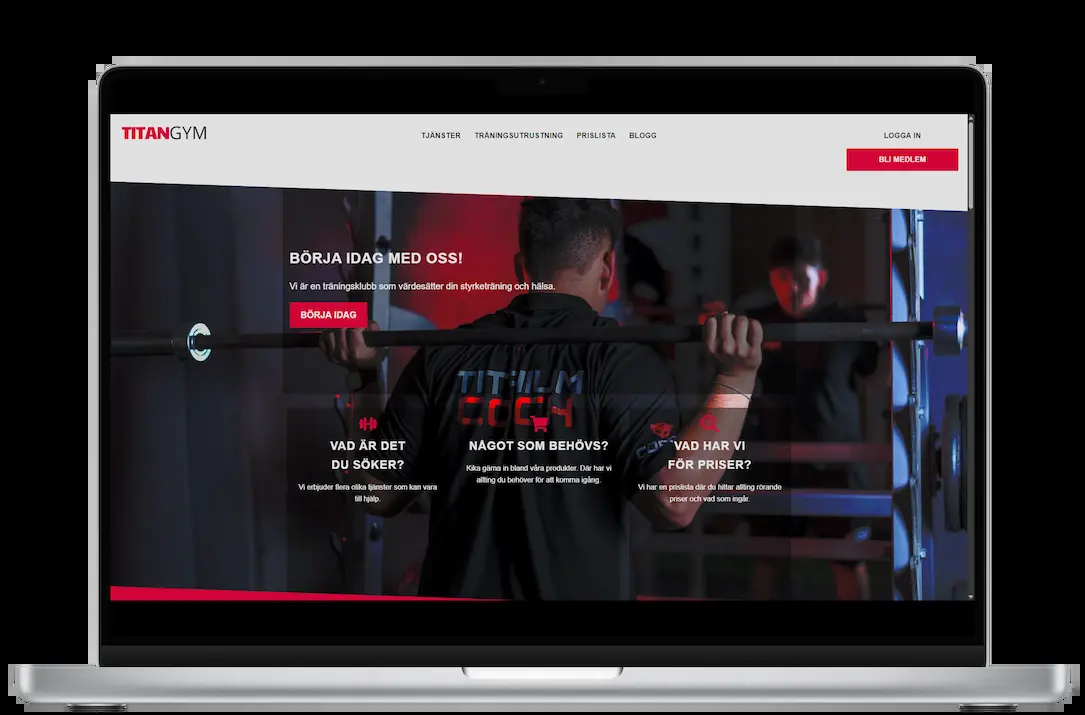 TITANGYM
TJÄNSTER TRÄNINGSUTRUSTNING PRISLISTA BLOGG
LOGGA IN
BLI MEDLEM
BÖRJA IDAG MED OSS!
Vi är en träningsklubb som värdesätter din styrketräning och hälsa.
BÖRJA IDAG
VAD ÄR DET
DU SÖKER?
Vi erbjuder flera olika tjänster som kan vara
till hjälp.
NÅGOT SOM BEHÖVS?
Kika gärna in bland våra produkter. Där har vi
allting du behöver för att komma igång.
VAD HAR VI
FÖR PRISER?
Vi har en prislista där du hittar allting rörande
priser och vad som ingår.